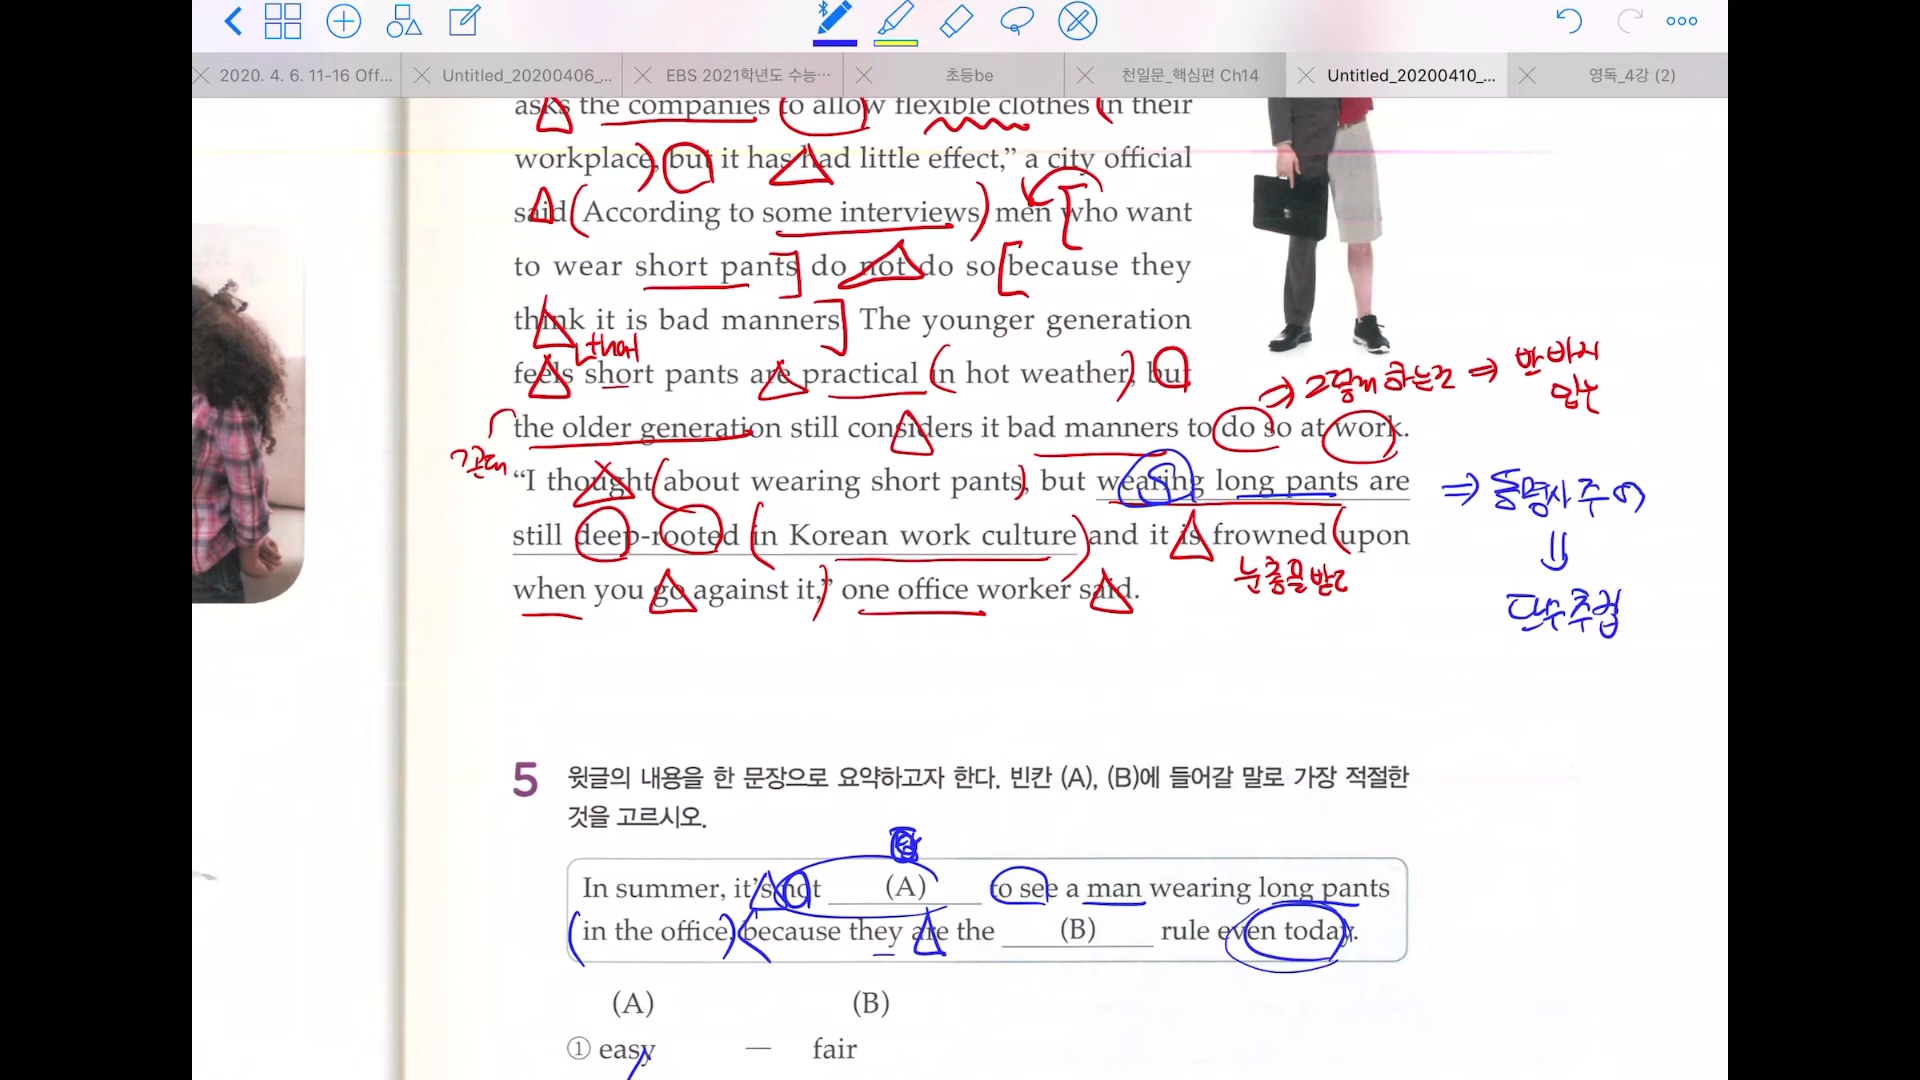 2020. 4. 6. 11-16 Off...
Untitled_20200406_...
EBS 2021학년도 수능...
초등be
천일문_핵심편 Ch14
Untitled_20200410_...
영독_4강 (2)
asks the companies to allow flexible clothes in their
workplace, but it has had little effect,” a city official
said. According to some interviews, men who want
to wear short pants do not do so because they
think it is bad manners. The younger generation
that
feels short pants are practical in hot weather, but
⇒ 그렇게 하는것 ⇒ 반바지
입는
the older generation still considers it bad manners to do so at work.
꼰대
“I thought about wearing short pants, but wearing long pants are
S
⇒ 동명사 주어
still deep-rooted in Korean work culture and it is frowned upon
⇓
눈총을 받다
when you go against it,” one office worker said.
단수취급
5 윗글의 내용을 한 문장으로 요약하고자 한다. 빈칸 (A), (B)에 들어갈 말로 가장 적절한
것을 고르시오.
In summer, it’s not (A) to see a man wearing long pants
in the office, because they are the (B) rule even today.
(A) (B)
① easy — fair